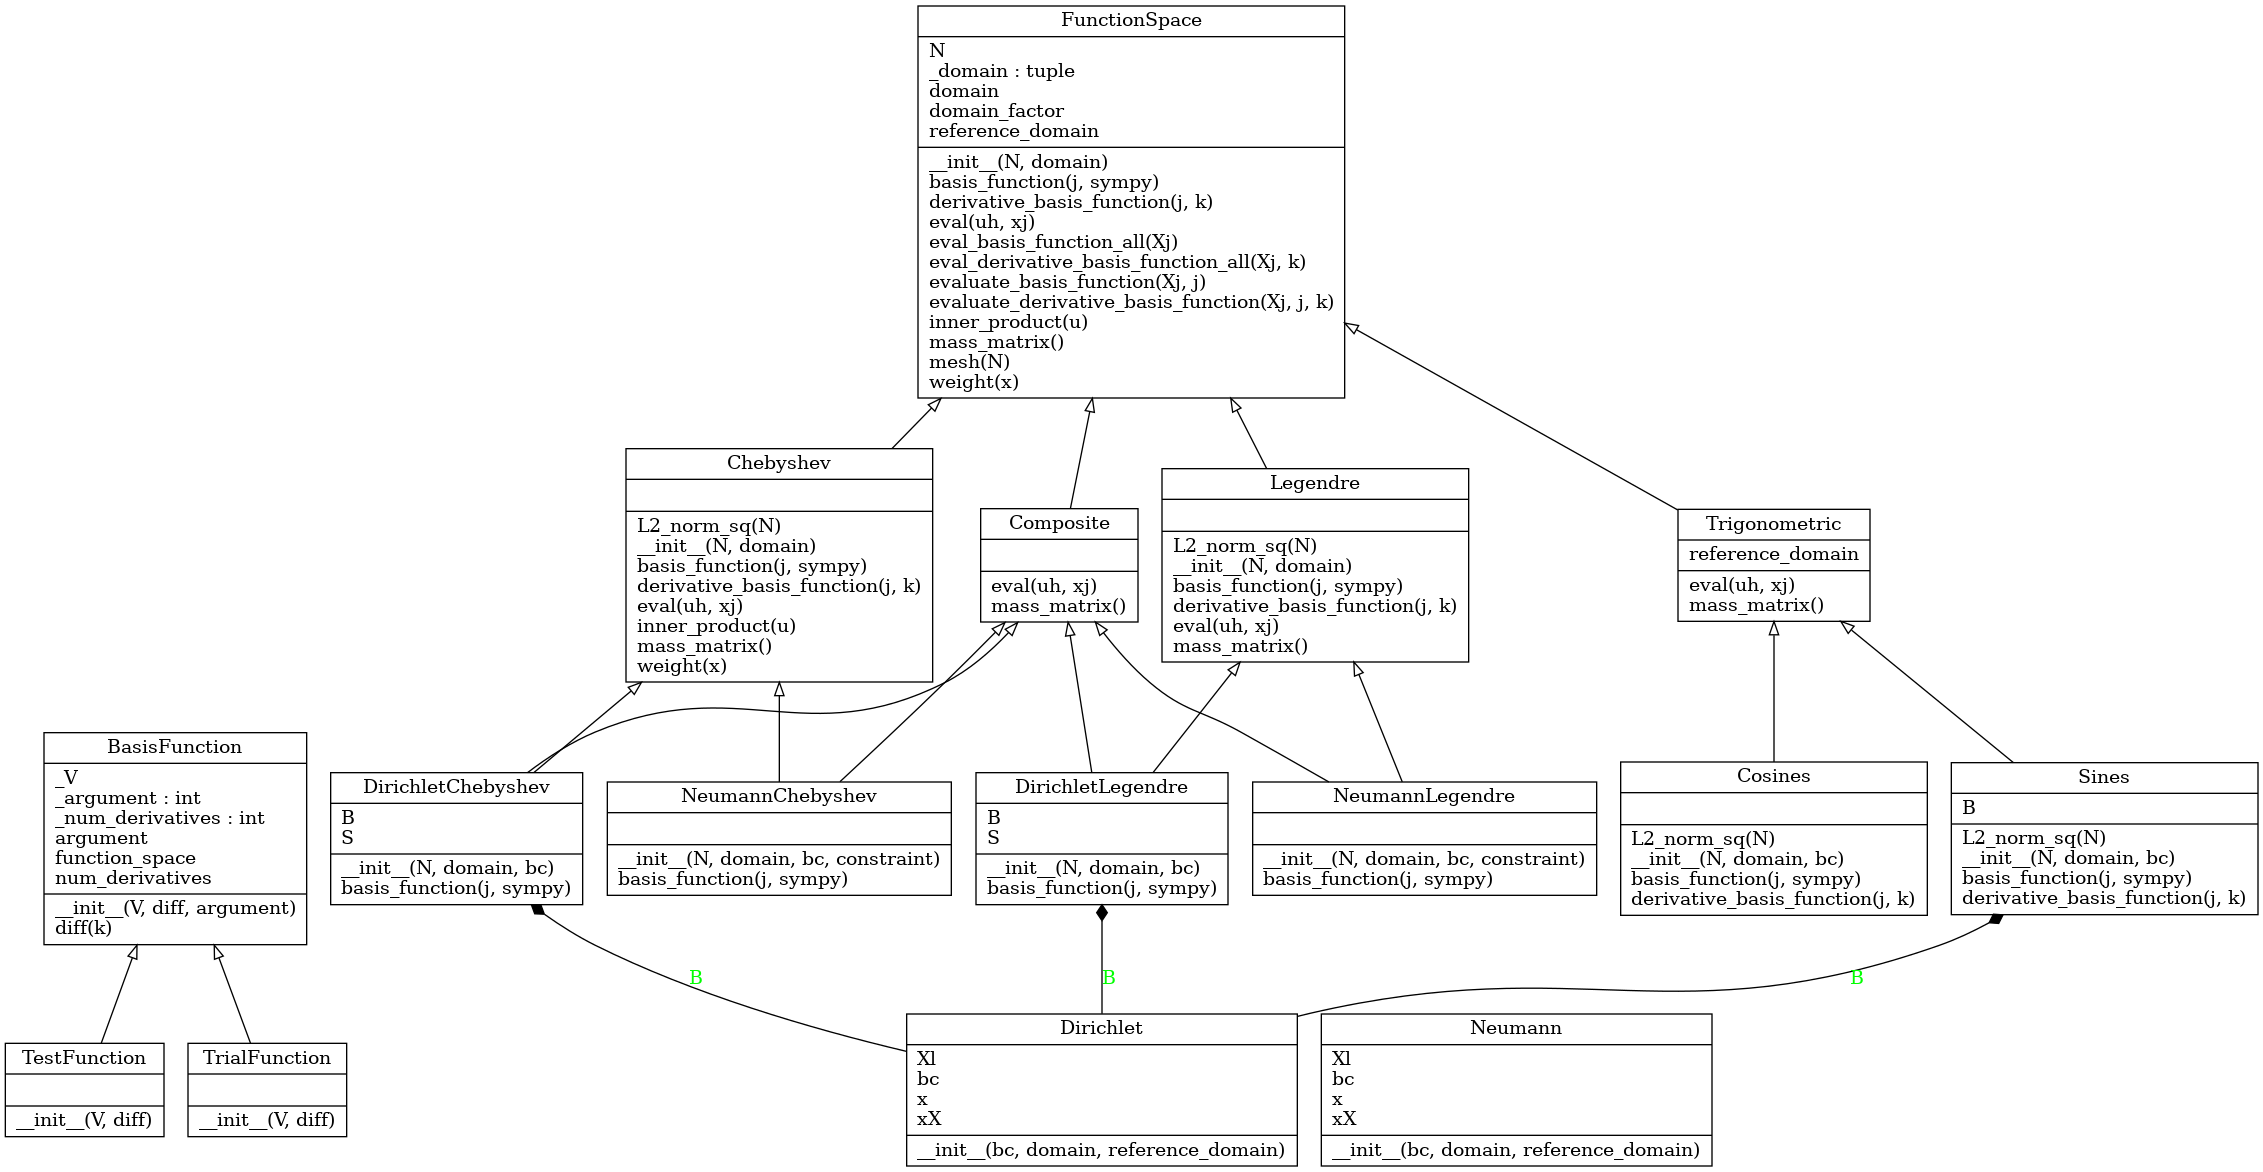 FunctionSpace
N
_domain : tuple
domain
domain_factor
reference_domain
__init__(N, domain)
basis_function(j, sympy)
derivative_basis_function(j, k)
eval(uh, xj)
eval_basis_function_all(Xj)
eval_derivative_basis_function_all(Xj, k)
evaluate_basis_function(Xj, j)
evaluate_derivative_basis_function(Xj, j, k)
inner_product(u)
mass_matrix()
mesh(N)
weight(x)
Chebyshev
L2_norm_sq(N)
__init__(N, domain)
basis_function(j, sympy)
derivative_basis_function(j, k)
eval(uh, xj)
inner_product(u)
mass_matrix()
weight(x)
Composite
eval(uh, xj)
mass_matrix()
Legendre
L2_norm_sq(N)
__init__(N, domain)
basis_function(j, sympy)
derivative_basis_function(j, k)
eval(uh, xj)
mass_matrix()
Trigonometric
reference_domain
eval(uh, xj)
mass_matrix()
BasisFunction
_V
_argument : int
_num_derivatives : int
argument
function_space
num_derivatives
__init__(V, diff, argument)
diff(k)
DirichletChebyshev
B
S
__init__(N, domain, bc)
basis_function(j, sympy)
NeumannChebyshev
__init__(N, domain, bc, constraint)
basis_function(j, sympy)
DirichletLegendre
B
S
__init__(N, domain, bc)
basis_function(j, sympy)
NeumannLegendre
__init__(N, domain, bc, constraint)
basis_function(j, sympy)
Cosines
L2_norm_sq(N)
__init__(N, domain, bc)
basis_function(j, sympy)
derivative_basis_function(j, k)
Sines
B
L2_norm_sq(N)
__init__(N, domain, bc)
basis_function(j, sympy)
derivative_basis_function(j, k)
B
B
B
TestFunction
__init__(V, diff)
TrialFunction
__init__(V, diff)
Dirichlet
Xl
bc
x
xX
__init__(bc, domain, reference_domain)
Neumann
Xl
bc
x
xX
__init__(bc, domain, reference_domain)